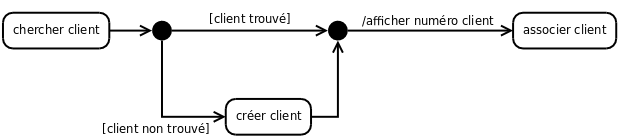 chercher client
[client trouvé]
/afficher numéro client
associer client
[client non trouvé]
créer client